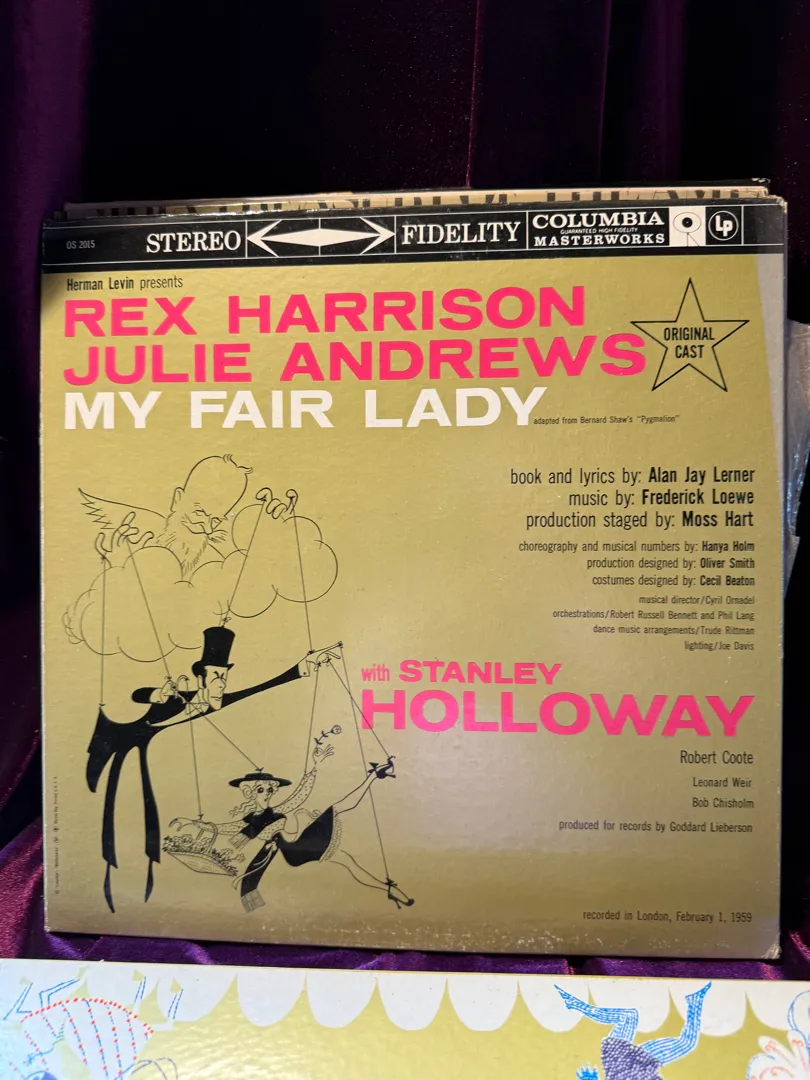 OS 2015
STEREO FIDELITY
COLUMBIA
GUARANTEED HIGH FIDELITY
MASTERWORKS
LP
Herman Levin presents
REX HARRISON
JULIE ANDREWS
MY FAIR LADY
adapted from Bernard Shaw's "Pygmalion"
ORIGINAL
CAST
book and lyrics by: Alan Jay Lerner
music by: Frederick Loewe
production staged by: Moss Hart
choreography and musical numbers by: Hanya Holm
production designed by: Oliver Smith
costumes designed by: Cecil Beaton
musical director/Cyril Ornadel
orchestrations/Robert Russell Bennett and Phil Lang
dance music arrangements/Trude Rittman
lighting/Joe Davis
with STANLEY
HOLLOWAY
Robert Coote
Leonard Weir
Bob Chisholm
produced for records by Goddard Lieberson
recorded in London, February 1, 1959